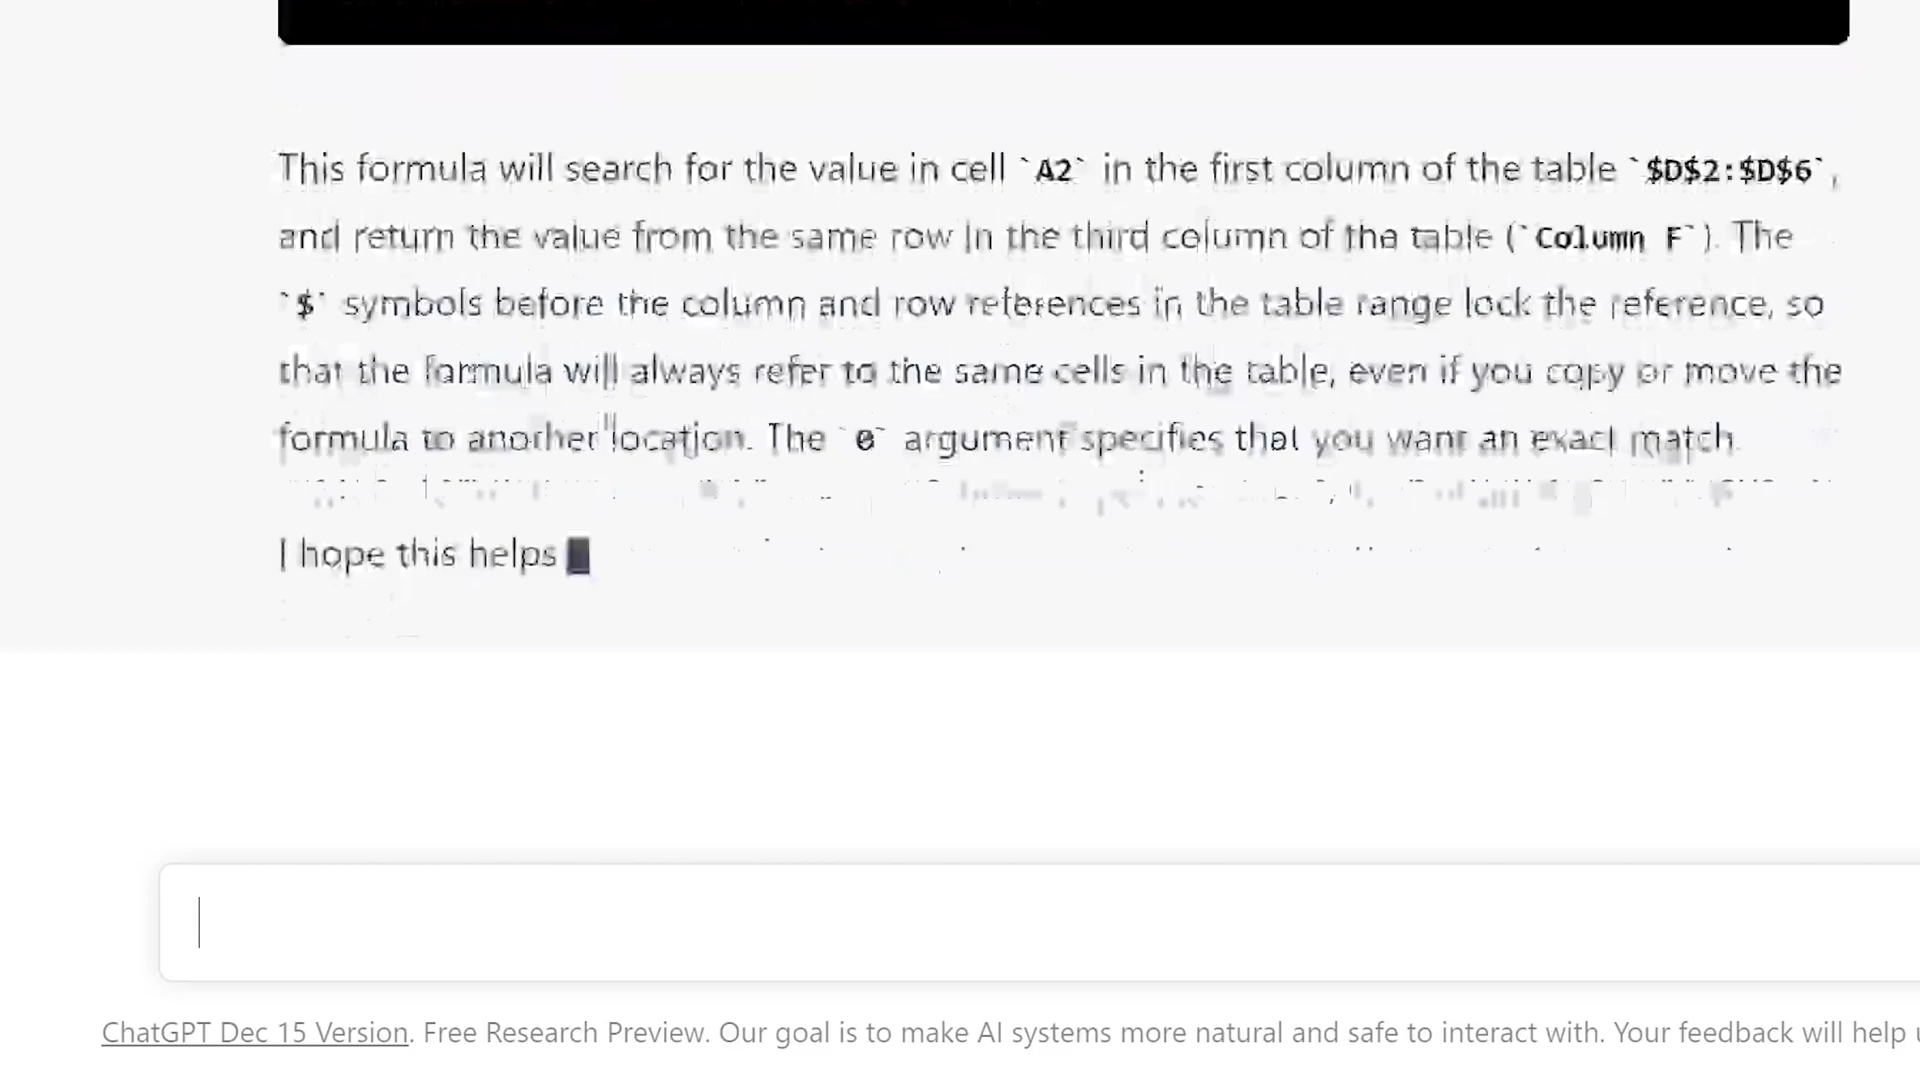 This formula will search for the value in cell `A2` in the first column of the table `$D$2:$D$6`,
and return the value from the same row in the third column of the table (`Column F`). The
`$` symbols before the column and row references in the table range lock the reference, so
that the formula will always refer to the same cells in the table, even if you copy or move the
formula to another location. The `0` argument specifies that you want an exact match.
I hope this helps
ChatGPT Dec 15 Version. Free Research Preview. Our goal is to make AI systems more natural and safe to interact with. Your feedback will help